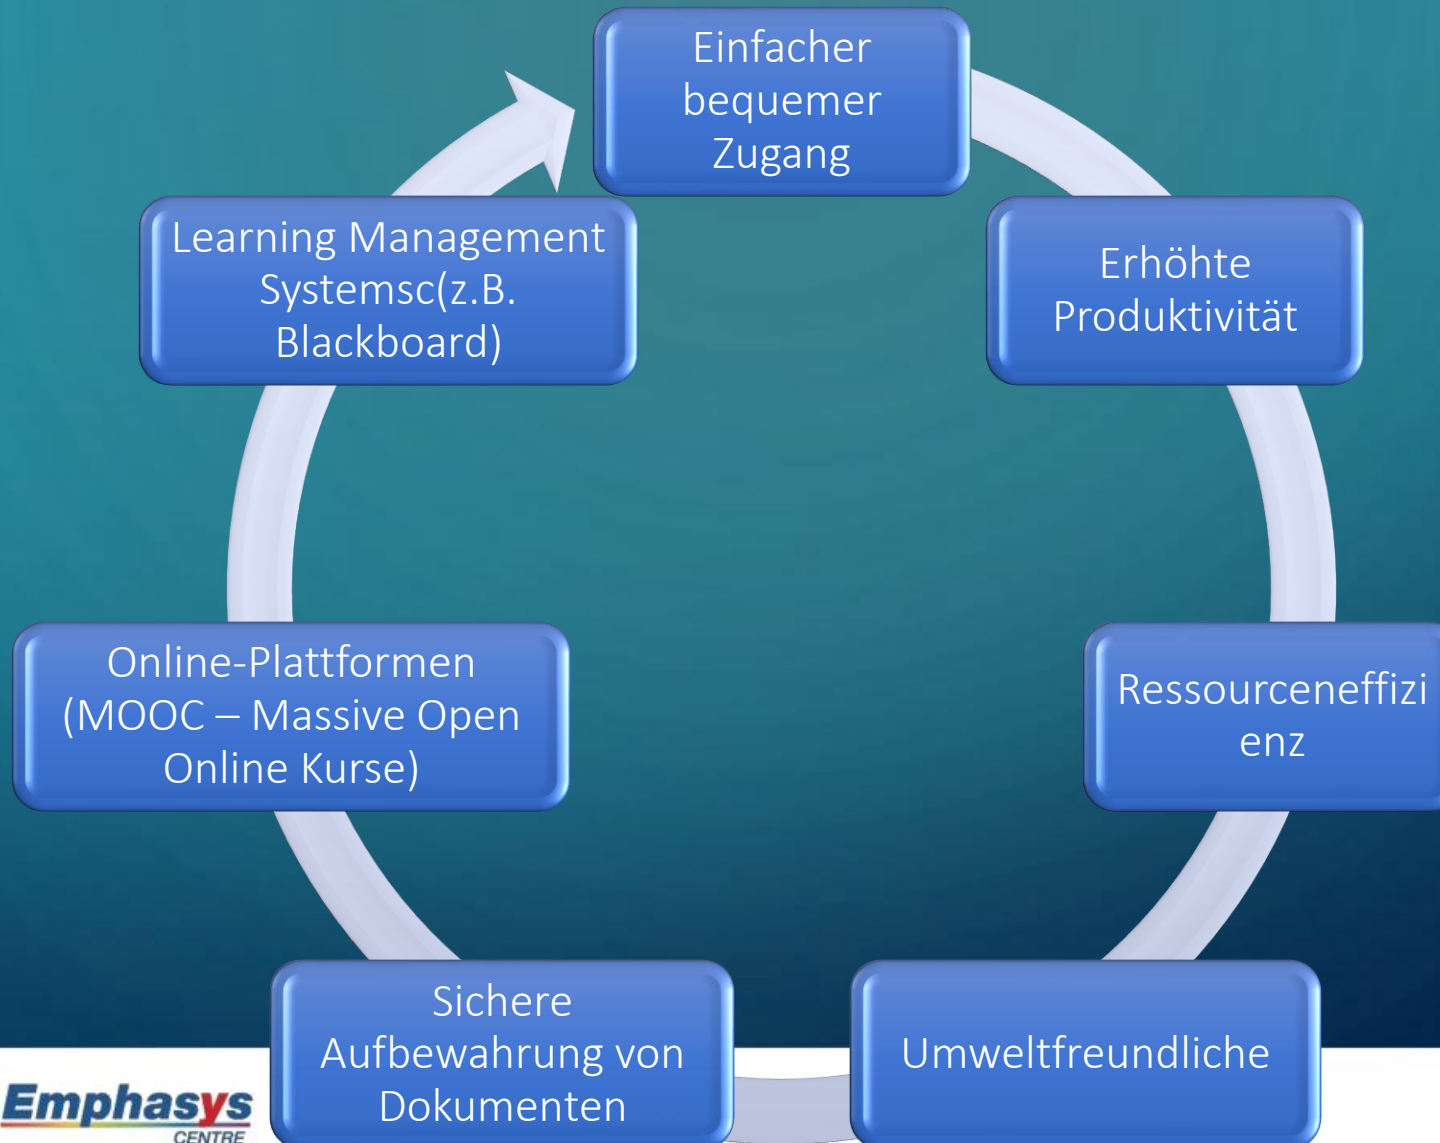 Einfacher
bequemer
Zugang
Erhöhte
Produktivität
Ressourceneffizi
enz
Umweltfreundliche
Sichere
Aufbewahrung von
Dokumenten
Online-Plattformen
(MOOC – Massive Open
Online Kurse)
Learning Management
Systemsc(z.B.
Blackboard)
Emphasys
CENTRE